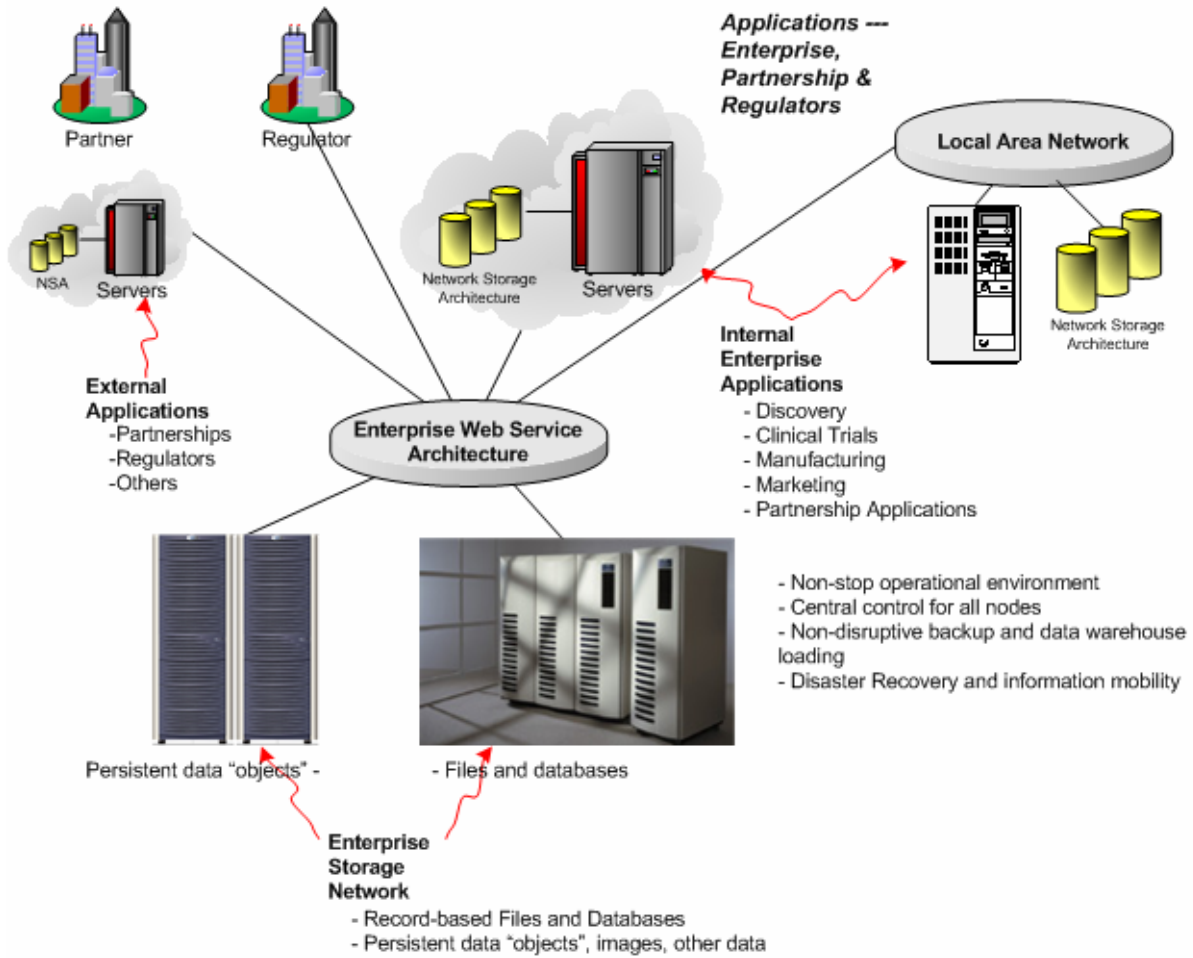 Partner
Regulator
Applications ---
Enterprise,
Partnership &
Regulators
Local Area Network
NSA
Servers
Network Storage
Architecture
Servers
Network Storage
Architecture
External
Applications
-Partnerships
-Regulators
-Others
Internal
Enterprise
Applications
- Discovery
- Clinical Trials
- Manufacturing
- Marketing
- Partnership Applications
Enterprise Web Service
Architecture
- Non-stop operational environment
- Central control for all nodes
- Non-disruptive backup and data warehouse
loading
- Disaster Recovery and information mobility
Persistent data “objects” -
- Files and databases
Enterprise
Storage
Network
- Record-based Files and Databases
- Persistent data “objects”, images, other data